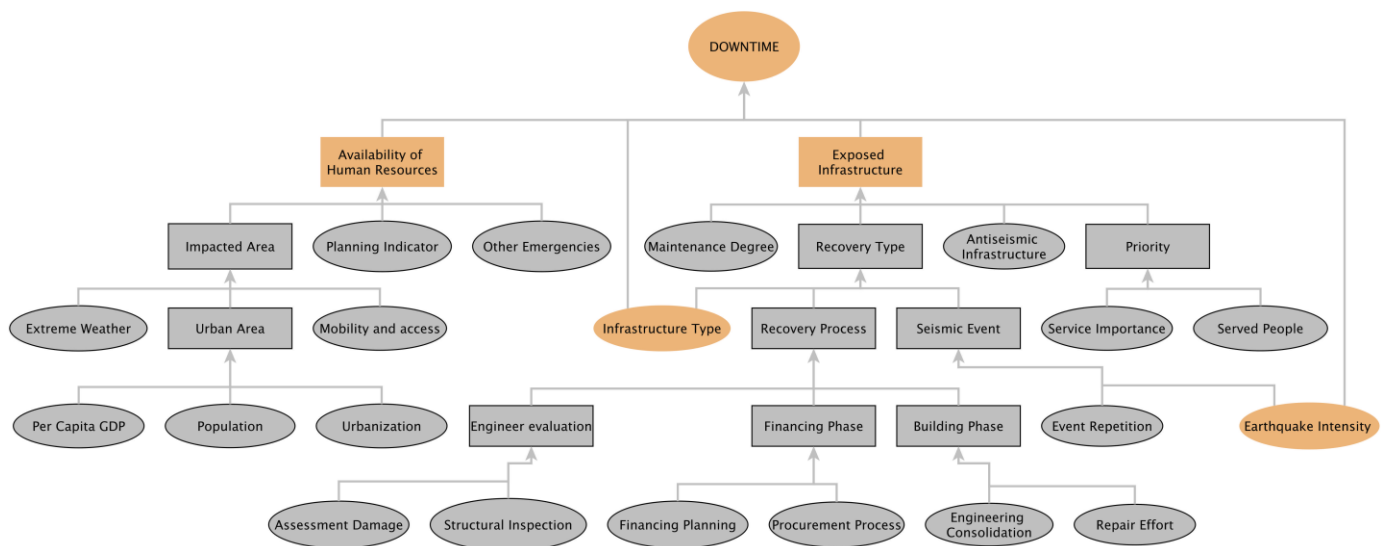 DOWNTIME
Availability of
Human Resources
Exposed
Infrastructure
Impacted Area
Planning Indicator
Other Emergencies
Maintenance Degree
Recovery Type
Antiseismic
Infrastructure
Priority
Extreme Weather
Urban Area
Mobility and access
Infrastructure Type
Recovery Process
Seismic Event
Service Importance
Served People
Per Capita GDP
Population
Urbanization
Engineer evaluation
Financing Phase
Building Phase
Event Repetition
Earthquake Intensity
Assessment Damage
Structural Inspection
Financing Planning
Procurement Process
Engineering
Consolidation
Repair Effort